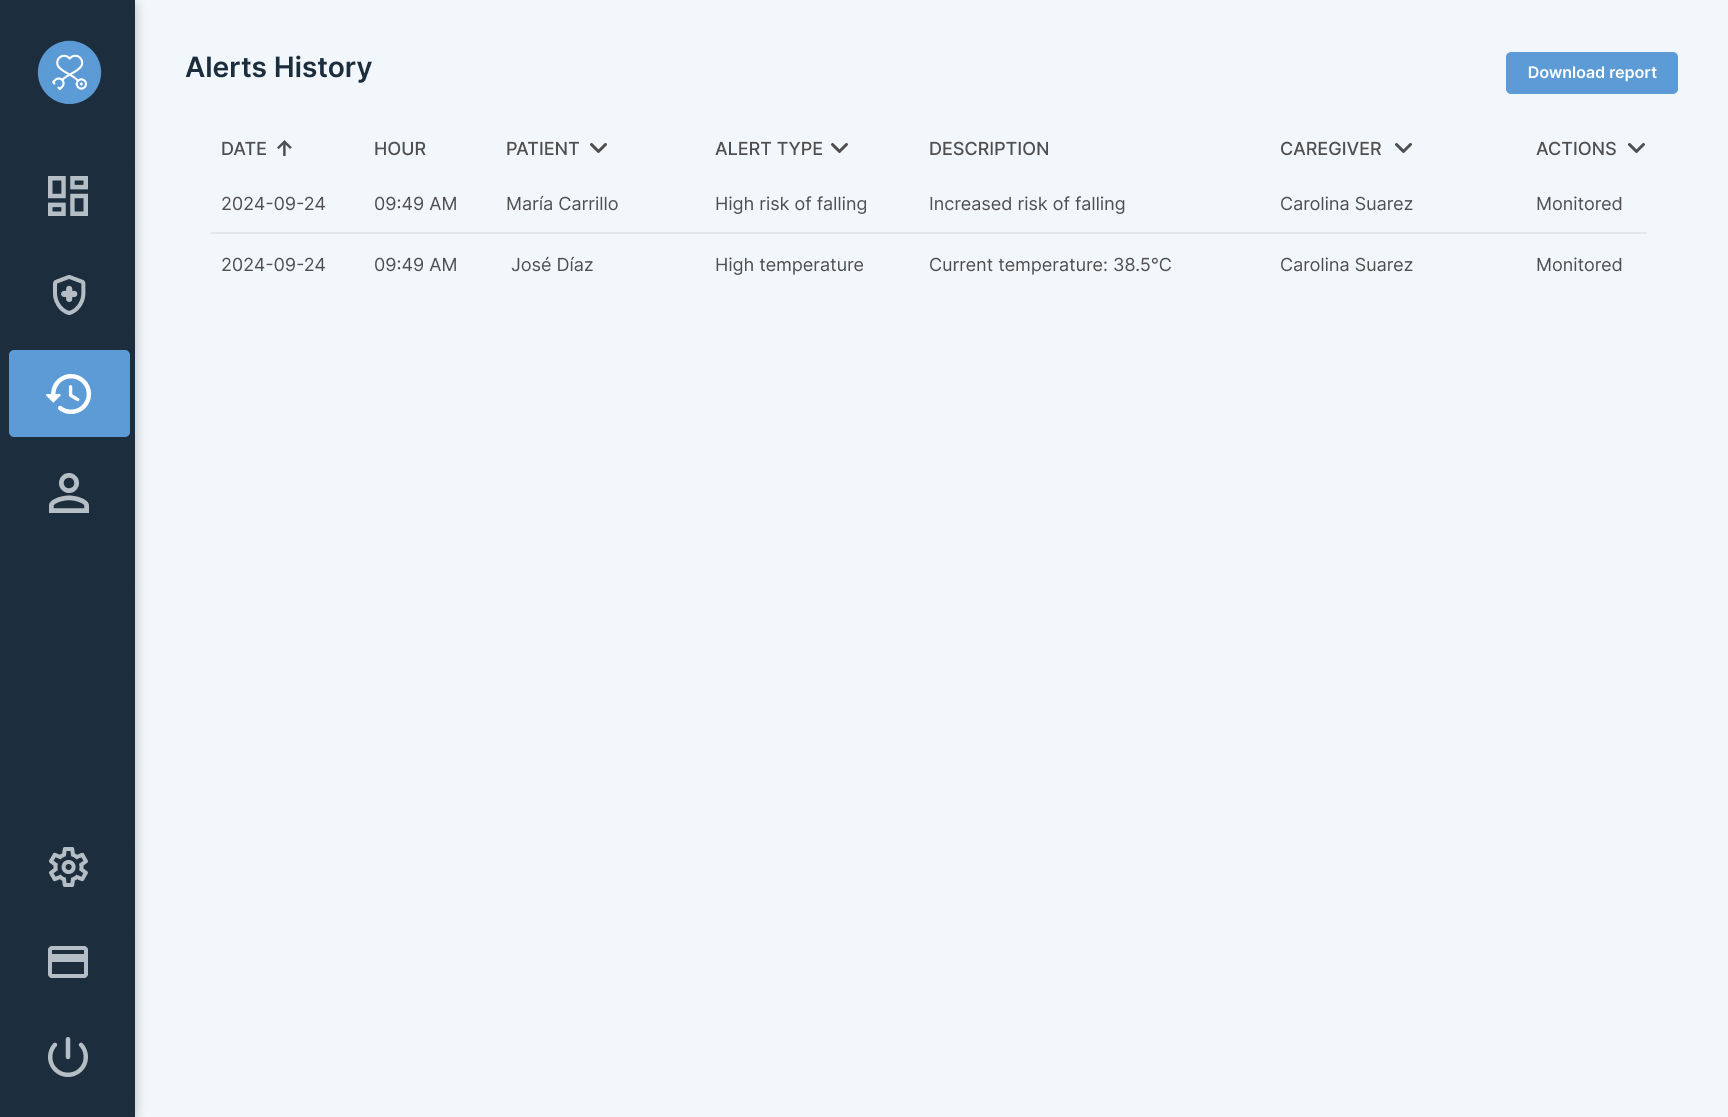 Alerts History
Download report
DATE HOUR PATIENT ALERT TYPE DESCRIPTION CAREGIVER ACTIONS
2024-09-24 09:49 AM María Carrillo High risk of falling Increased risk of falling Carolina Suarez Monitored
2024-09-24 09:49 AM José Díaz High temperature Current temperature: 38.5°C Carolina Suarez Monitored